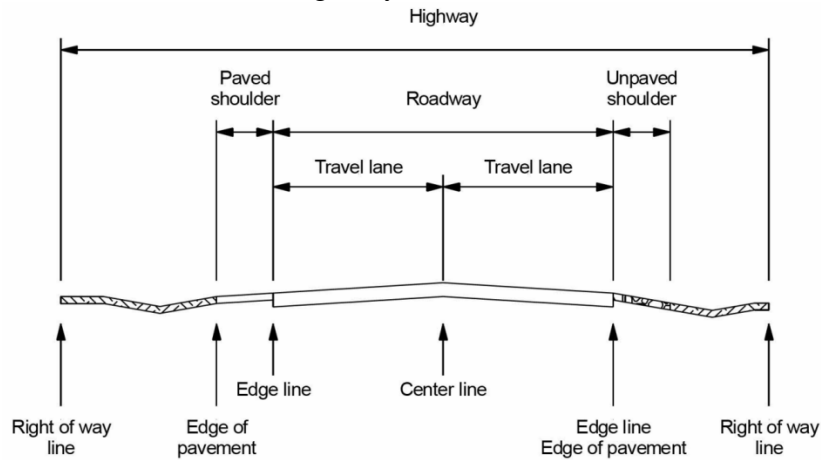 Highway
Paved
shoulder
Roadway
Unpaved
shoulder
Travel lane
Travel lane
Edge line
Center line
Right of way
line
Edge of
pavement
Edge line
Edge of pavement
Right of way
line